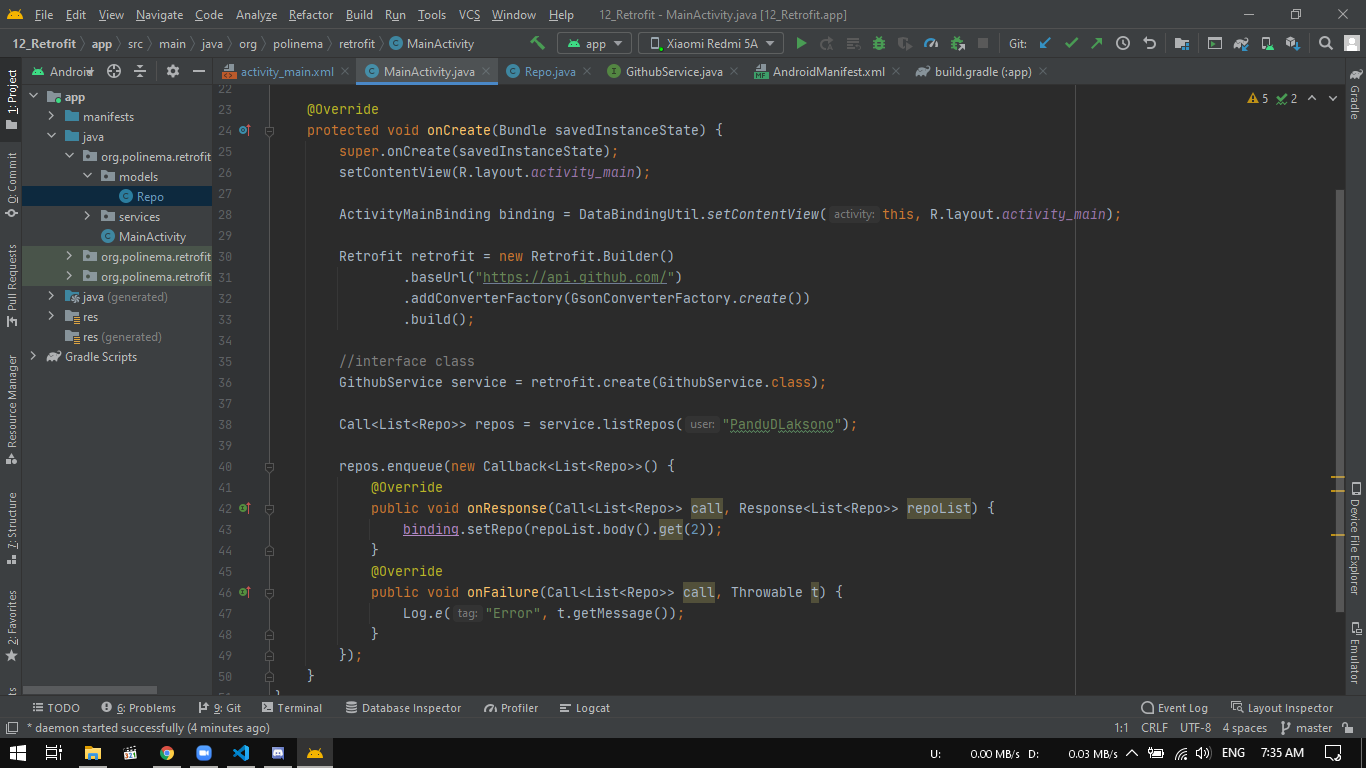 File Edit View Navigate Code Analyze Refactor Build Run Tools VCS Window Help 12_Retrofit - MainActivity.java [12_Retrofit.app]
12_Retrofit app src main java org polinema retrofit MainActivity app Xiaomi Redmi 5A Git:
Android activity_main.xml MainActivity.java Repo.java GithubService.java AndroidManifest.xml build.gradle (:app)
1: Project
0: Commit
Pull Requests
Resource Manager
7: Structure
2: Favorites
app
manifests
java
org.polinema.retrofit
models
Repo
services
MainActivity
org.polinema.retrofit
org.polinema.retrofit
java (generated)
res
res (generated)
Gradle Scripts
5 2
22
23 @Override
24 protected void onCreate(Bundle savedInstanceState) {
25 super.onCreate(savedInstanceState);
26 setContentView(R.layout.activity_main);
27
28 ActivityMainBinding binding = DataBindingUtil.setContentView( activity: this, R.layout.activity_main);
29
30 Retrofit retrofit = new Retrofit.Builder()
31 .baseUrl("https://api.github.com/")
32 .addConverterFactory(GsonConverterFactory.create())
33 .build();
34
35 //interface class
36 GithubService service = retrofit.create(GithubService.class);
37
38 Call<List<Repo>> repos = service.listRepos( user: "PanduDLaksono");
39
40 repos.enqueue(new Callback<List<Repo>>() {
41 @Override
42 public void onResponse(Call<List<Repo>> call, Response<List<Repo>> repoList) {
43 binding.setRepo(repoList.body().get(2));
44 }
45 @Override
46 public void onFailure(Call<List<Repo>> call, Throwable t) {
47 Log.e( tag: "Error", t.getMessage());
48 }
49 });
50 }
Gradle
Device File Explorer
Emulator
TODO 6: Problems 9: Git Terminal Database Inspector Profiler Logcat Event Log Layout Inspector
* daemon started successfully (4 minutes ago) 1:1 CRLF UTF-8 4 spaces master
U: 0.00 MB/s D: 0.03 MB/s ENG 7:35 AM